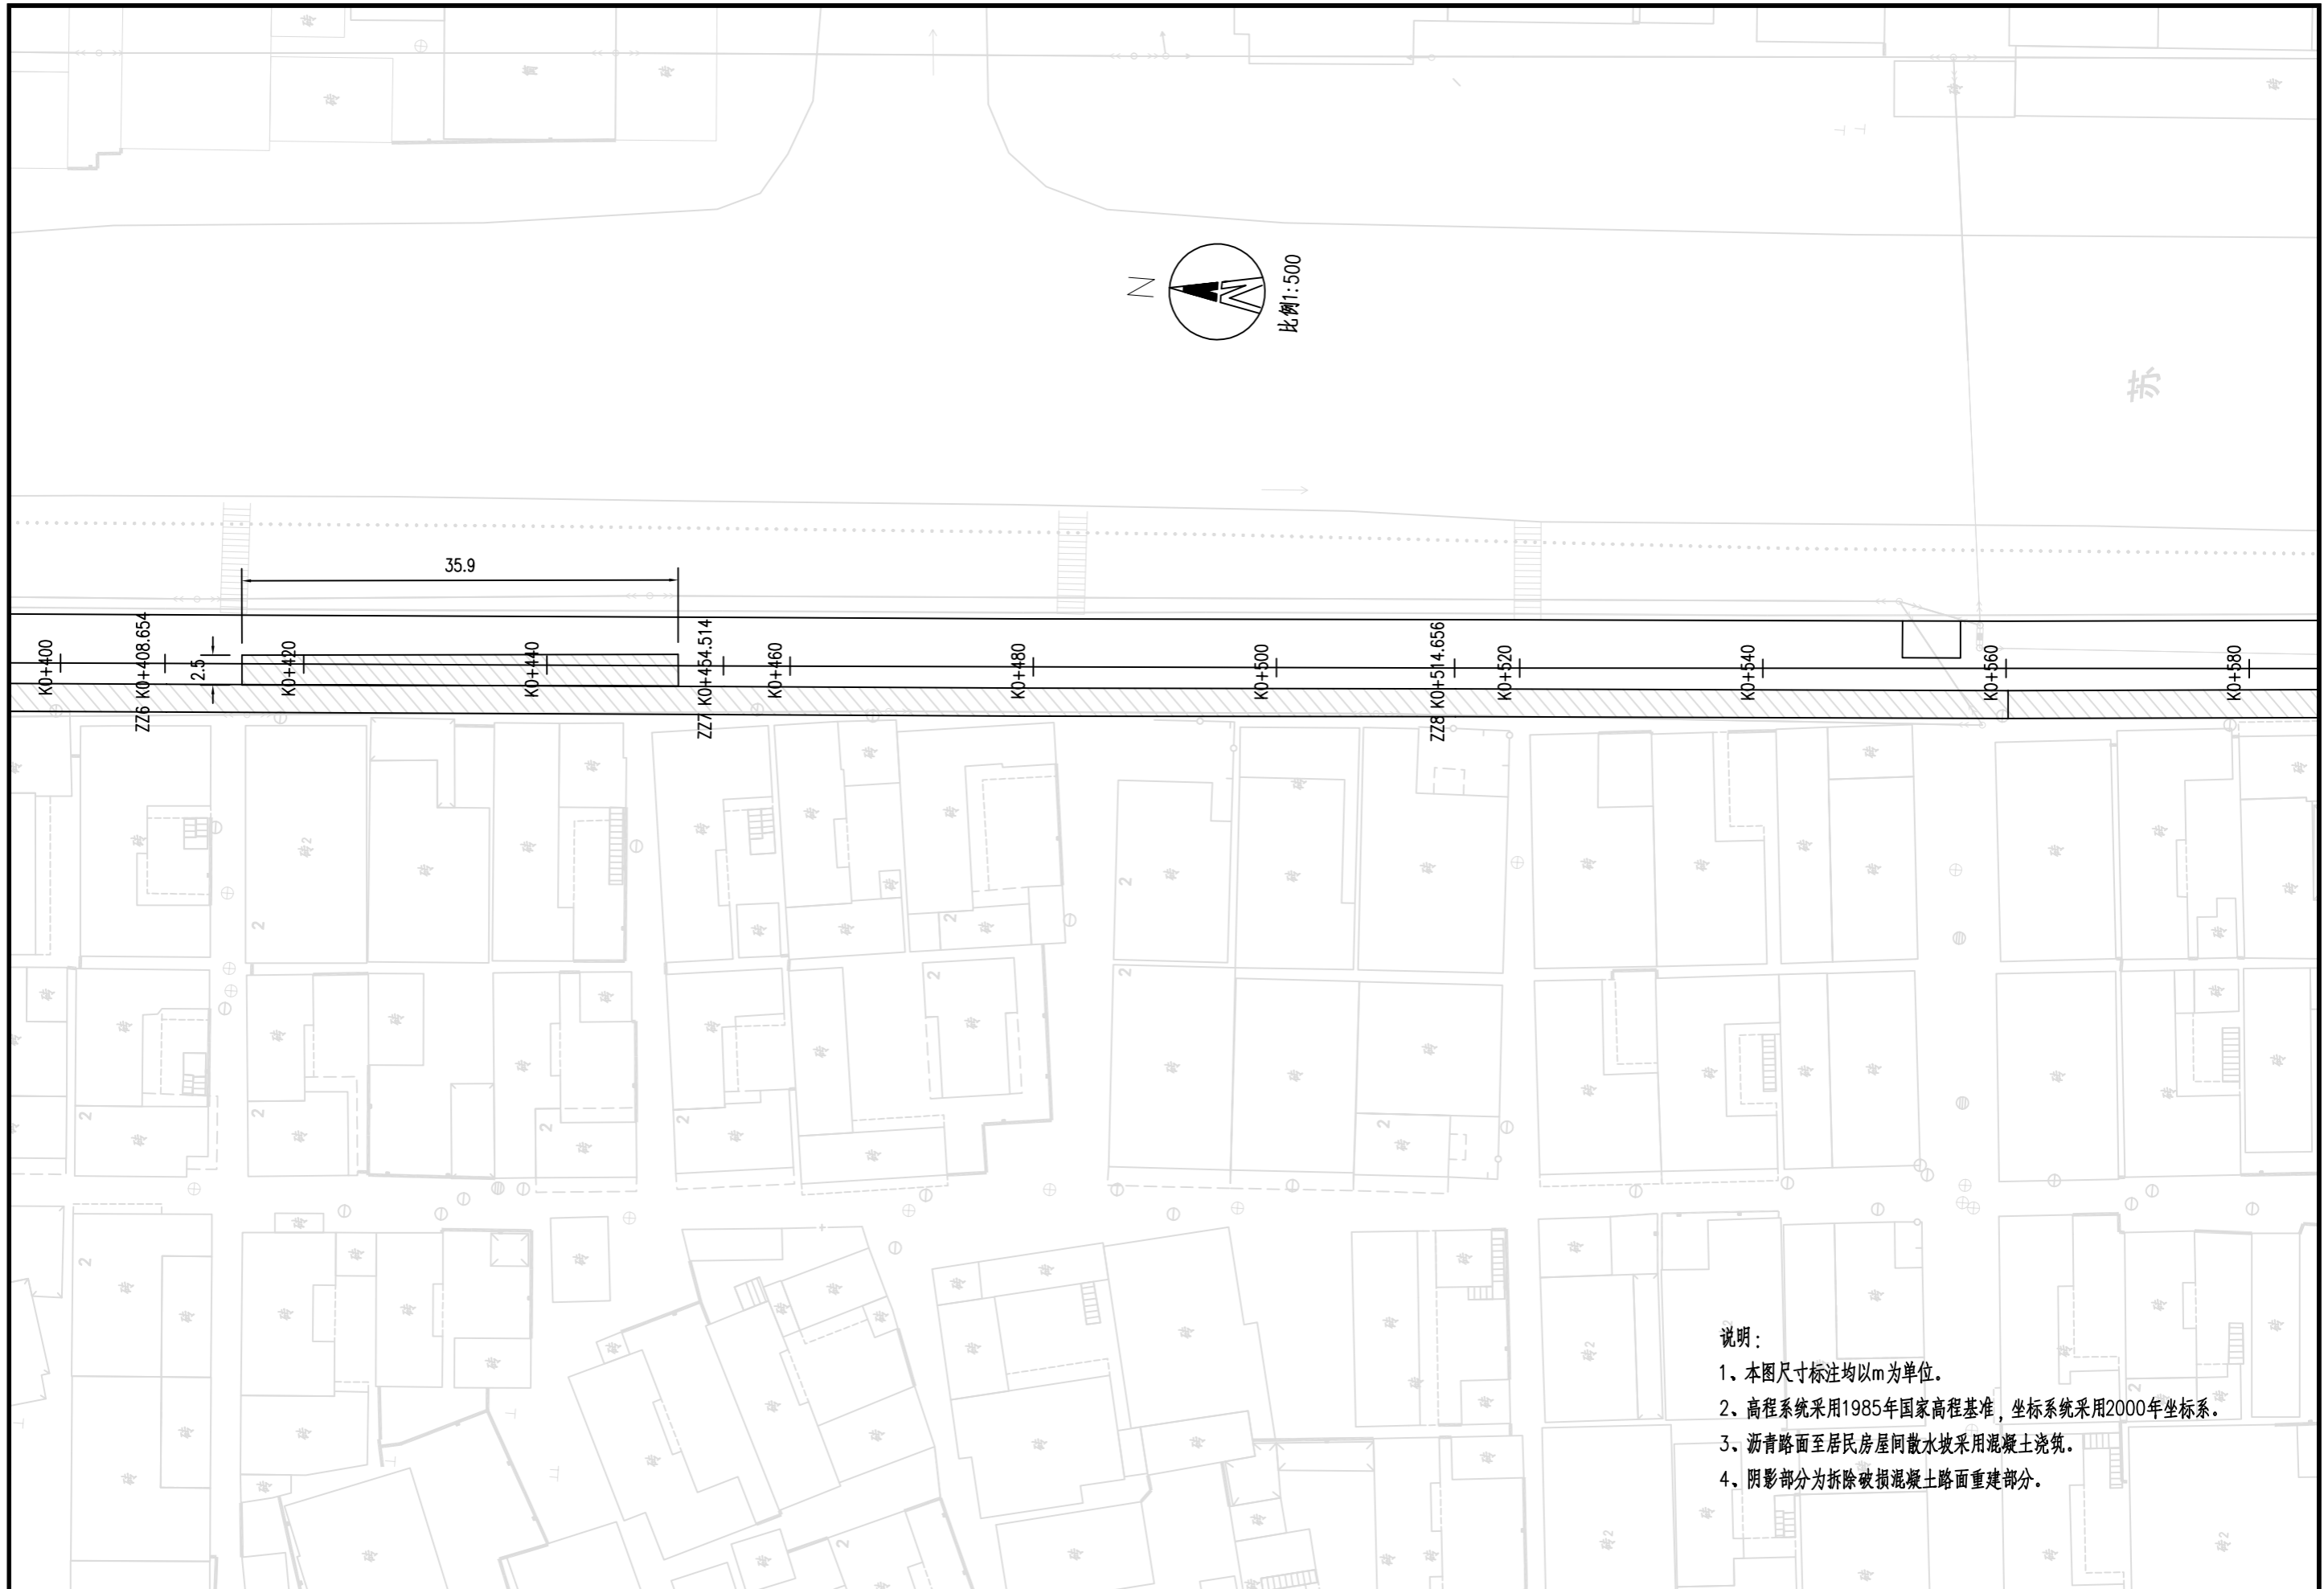 N
比例1:500
苏
35.9
2.5
K0+400
ZZ6 K0+408.654
K0+420
K0+440
ZZ7 K0+454.514
K0+460
K0+480
K0+500
ZZ8 K0+514.656
K0+520
K0+540
K0+560
K0+580
说明：
1、本图尺寸标注均以m为单位。
2、高程系统采用1985年国家高程基准，坐标系统采用2000年坐标系。
3、沥青路面至居民房屋间散水坡采用混凝土浇筑。
4、阴影部分为拆除破损混凝土路面重建部分。